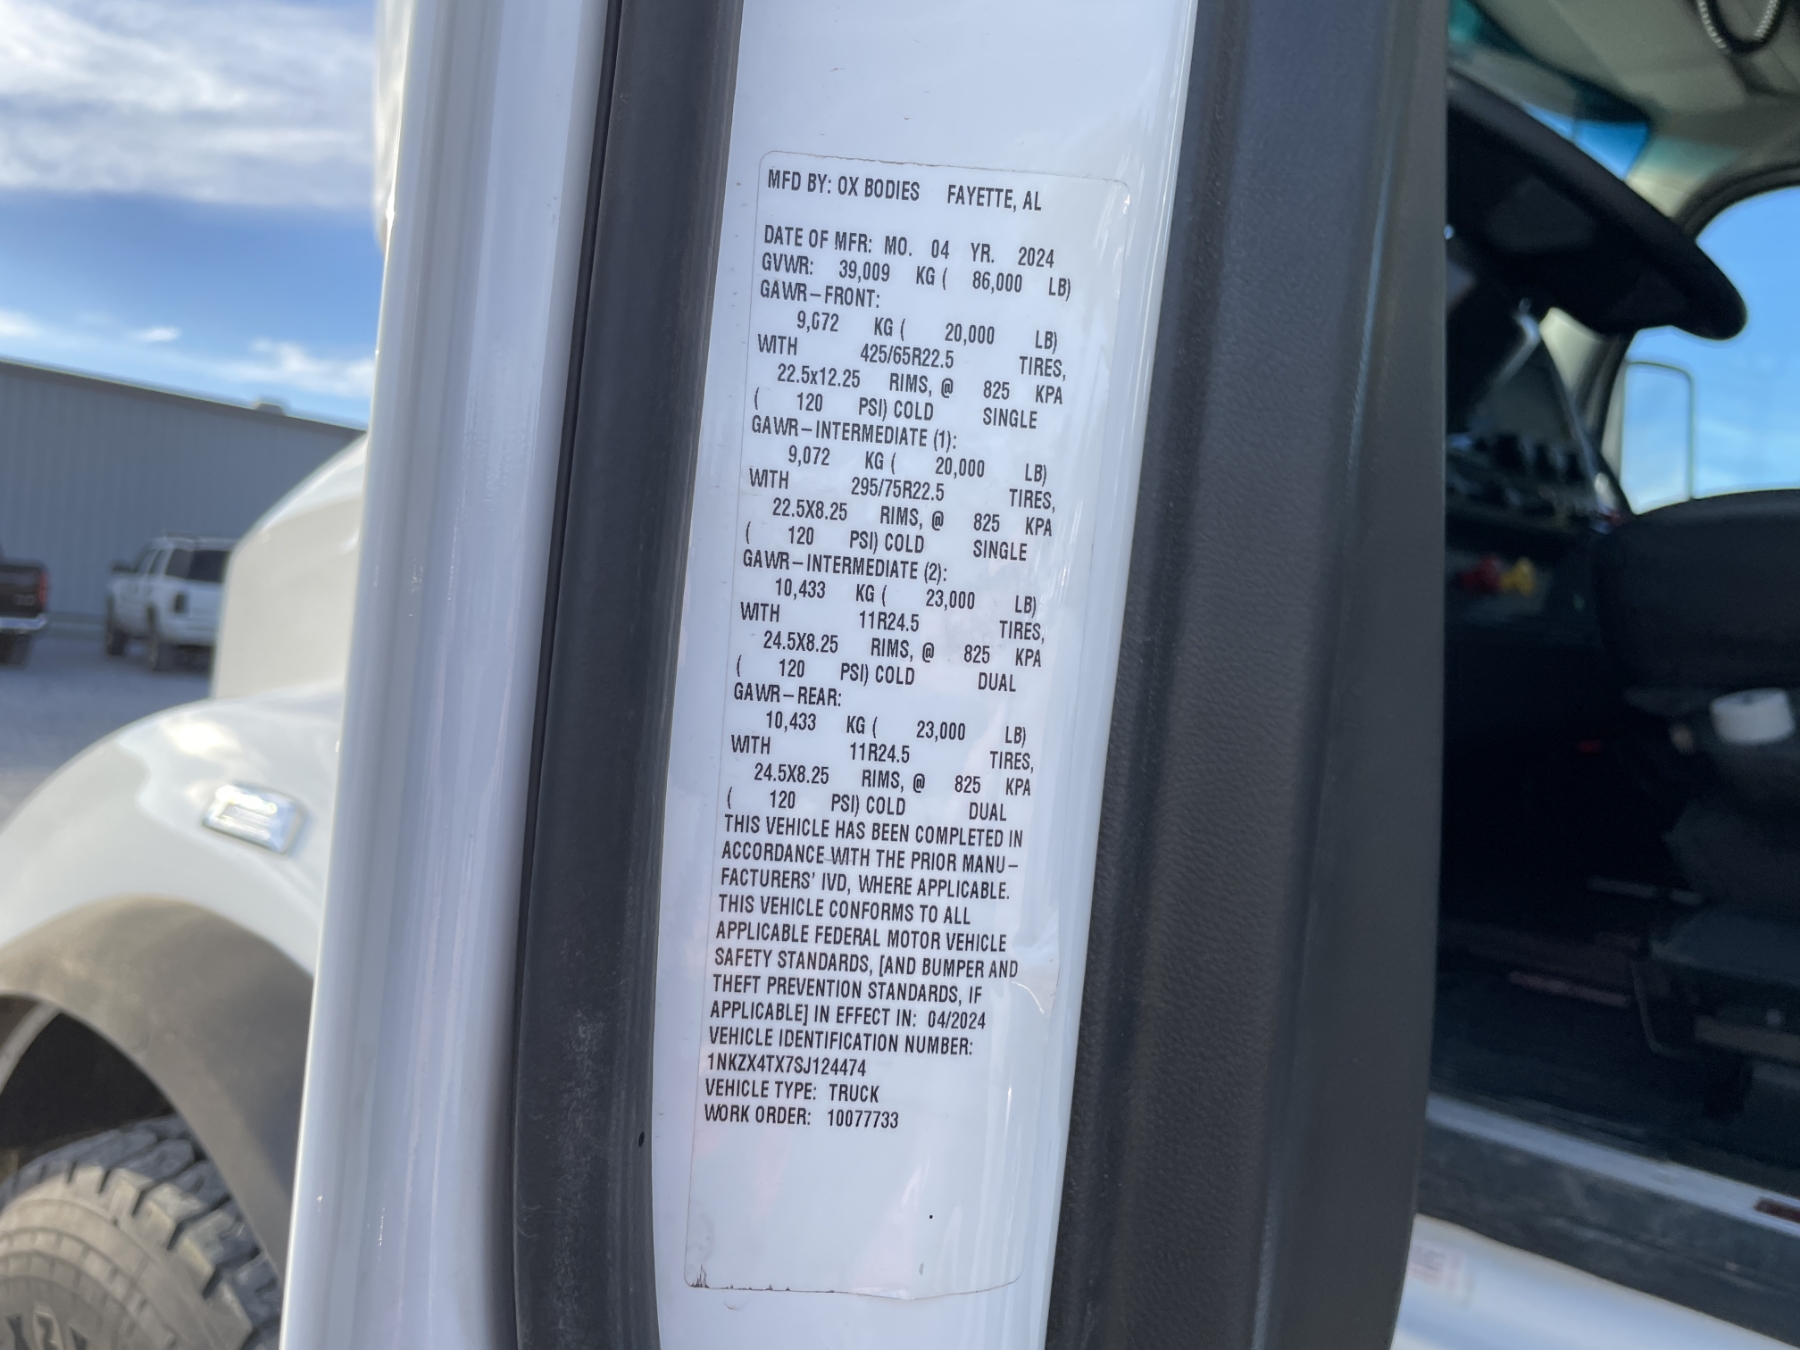 MFD BY: OX BODIES FAYETTE, AL
DATE OF MFR: MO. 04 YR. 2024
GVWR: 39,009 KG ( 86,000 LB)
GAWR-FRONT:
9,072 KG ( 20,000 LB)
WITH 425/65R22.5 TIRES,
22.5x12.25 RIMS, @ 825 KPA
( 120 PSI) COLD SINGLE
GAWR-INTERMEDIATE (1):
9,072 KG ( 20,000 LB)
WITH 295/75R22.5 TIRES,
22.5X8.25 RIMS, @ 825 KPA
( 120 PSI) COLD SINGLE
GAWR-INTERMEDIATE (2):
10,433 KG ( 23,000 LB)
WITH 11R24.5 TIRES,
24.5X8.25 RIMS, @ 825 KPA
( 120 PSI) COLD DUAL
GAWR-REAR:
10,433 KG ( 23,000 LB)
WITH 11R24.5 TIRES,
24.5X8.25 RIMS, @ 825 KPA
( 120 PSI) COLD DUAL
THIS VEHICLE HAS BEEN COMPLETED IN
ACCORDANCE WITH THE PRIOR MANU-
FACTURERS' IVD, WHERE APPLICABLE.
THIS VEHICLE CONFORMS TO ALL
APPLICABLE FEDERAL MOTOR VEHICLE
SAFETY STANDARDS, [AND BUMPER AND
THEFT PREVENTION STANDARDS, IF
APPLICABLE] IN EFFECT IN: 04/2024
VEHICLE IDENTIFICATION NUMBER:
1NKZX4TX7SJ124474
VEHICLE TYPE: TRUCK
WORK ORDER: 10077733